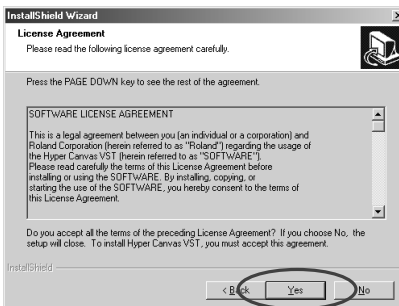 InstallShield Wizard
License Agreement
Please read the following license agreement carefully.
Press the PAGE DOWN key to see the rest of the agreement.
SOFTWARE LICENSE AGREEMENT
This is a legal agreement between you (an individual or a corporation) and
Roland Corporation (herein referred to as "Roland") regarding the usage of
the Hyper Canvas VST (herein referred to as "SOFTWARE").
Please read carefully the terms of this License Agreement before
installing or using the SOFTWARE. By installing, copying, or
starting the use of the SOFTWARE, you hereby consent to the terms of
this License Agreement.
Do you accept all the terms of the preceding License Agreement? If you choose No, the
setup will close. To install Hyper Canvas VST, you must accept this agreement.
InstallShield
< Back Yes No